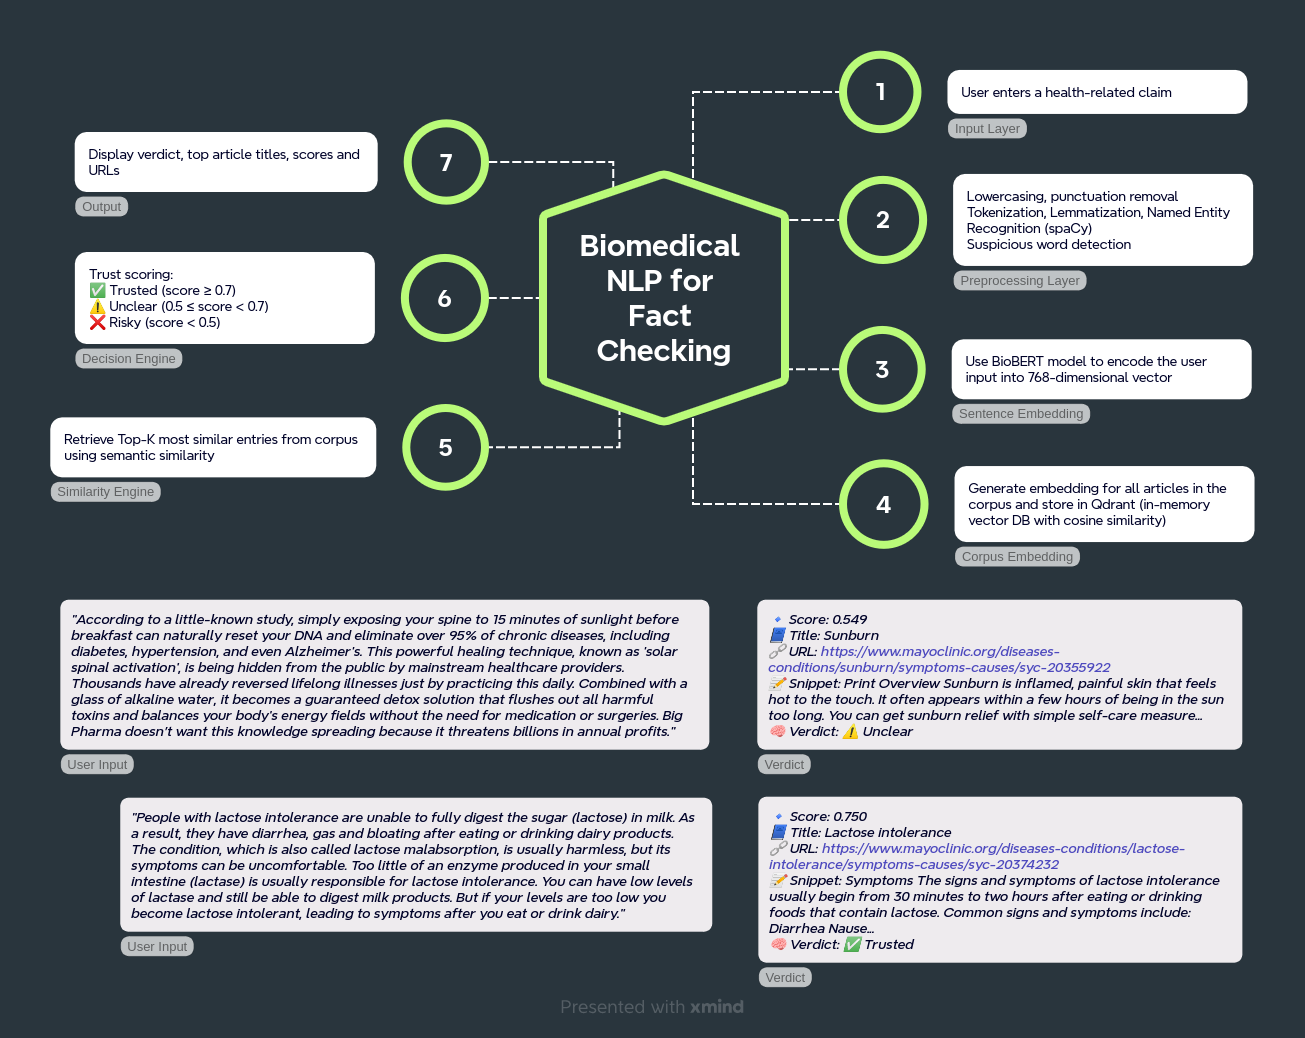 Biomedical
NLP for
Fact
Checking
1
User enters a health-related claim
Input Layer
2
Lowercasing, punctuation removal
Tokenization, Lemmatization, Named Entity
Recognition (spaCy)
Suspicious word detection
Preprocessing Layer
3
Use BioBERT model to encode the user
input into 768-dimensional vector
Sentence Embedding
4
Generate embedding for all articles in the
corpus and store in Qdrant (in-memory
vector DB with cosine similarity)
Corpus Embedding
5
Retrieve Top-K most similar entries from corpus
using semantic similarity
Similarity Engine
6
Trust scoring:
✅ Trusted (score ≥ 0.7)
⚠️ Unclear (0.5 ≤ score < 0.7)
❌ Risky (score < 0.5)
Decision Engine
7
Display verdict, top article titles, scores and
URLs
Output
"According to a little-known study, simply exposing your spine to 15 minutes of sunlight before
breakfast can naturally reset your DNA and eliminate over 95% of chronic diseases, including
diabetes, hypertension, and even Alzheimer's. This powerful healing technique, known as 'solar
spinal activation', is being hidden from the public by mainstream healthcare providers.
Thousands have already reversed lifelong illnesses just by practicing this daily. Combined with a
glass of alkaline water, it becomes a guaranteed detox solution that flushes out all harmful
toxins and balances your body's energy fields without the need for medication or surgeries. Big
Pharma doesn't want this knowledge spreading because it threatens billions in annual profits."
User Input
🔹 Score: 0.549
📘 Title: Sunburn
🔗 URL: https://www.mayoclinic.org/diseases-
conditions/sunburn/symptoms-causes/syc-20355922
📝 Snippet: Print Overview Sunburn is inflamed, painful skin that feels
hot to the touch. It often appears within a few hours of being in the sun
too long. You can get sunburn relief with simple self-care measure...
🧠 Verdict: ⚠️ Unclear
Verdict
"People with lactose intolerance are unable to fully digest the sugar (lactose) in milk. As
a result, they have diarrhea, gas and bloating after eating or drinking dairy products.
The condition, which is also called lactose malabsorption, is usually harmless, but its
symptoms can be uncomfortable. Too little of an enzyme produced in your small
intestine (lactase) is usually responsible for lactose intolerance. You can have low levels
of lactase and still be able to digest milk products. But if your levels are too low you
become lactose intolerant, leading to symptoms after you eat or drink dairy."
User Input
🔹 Score: 0.750
📘 Title: Lactose intolerance
🔗 URL: https://www.mayoclinic.org/diseases-conditions/lactose-
intolerance/symptoms-causes/syc-20374232
📝 Snippet: Symptoms The signs and symptoms of lactose intolerance
usually begin from 30 minutes to two hours after eating or drinking
foods that contain lactose. Common signs and symptoms include:
Diarrhea Nause...
🧠 Verdict: ✅ Trusted
Verdict
Presented with xmind